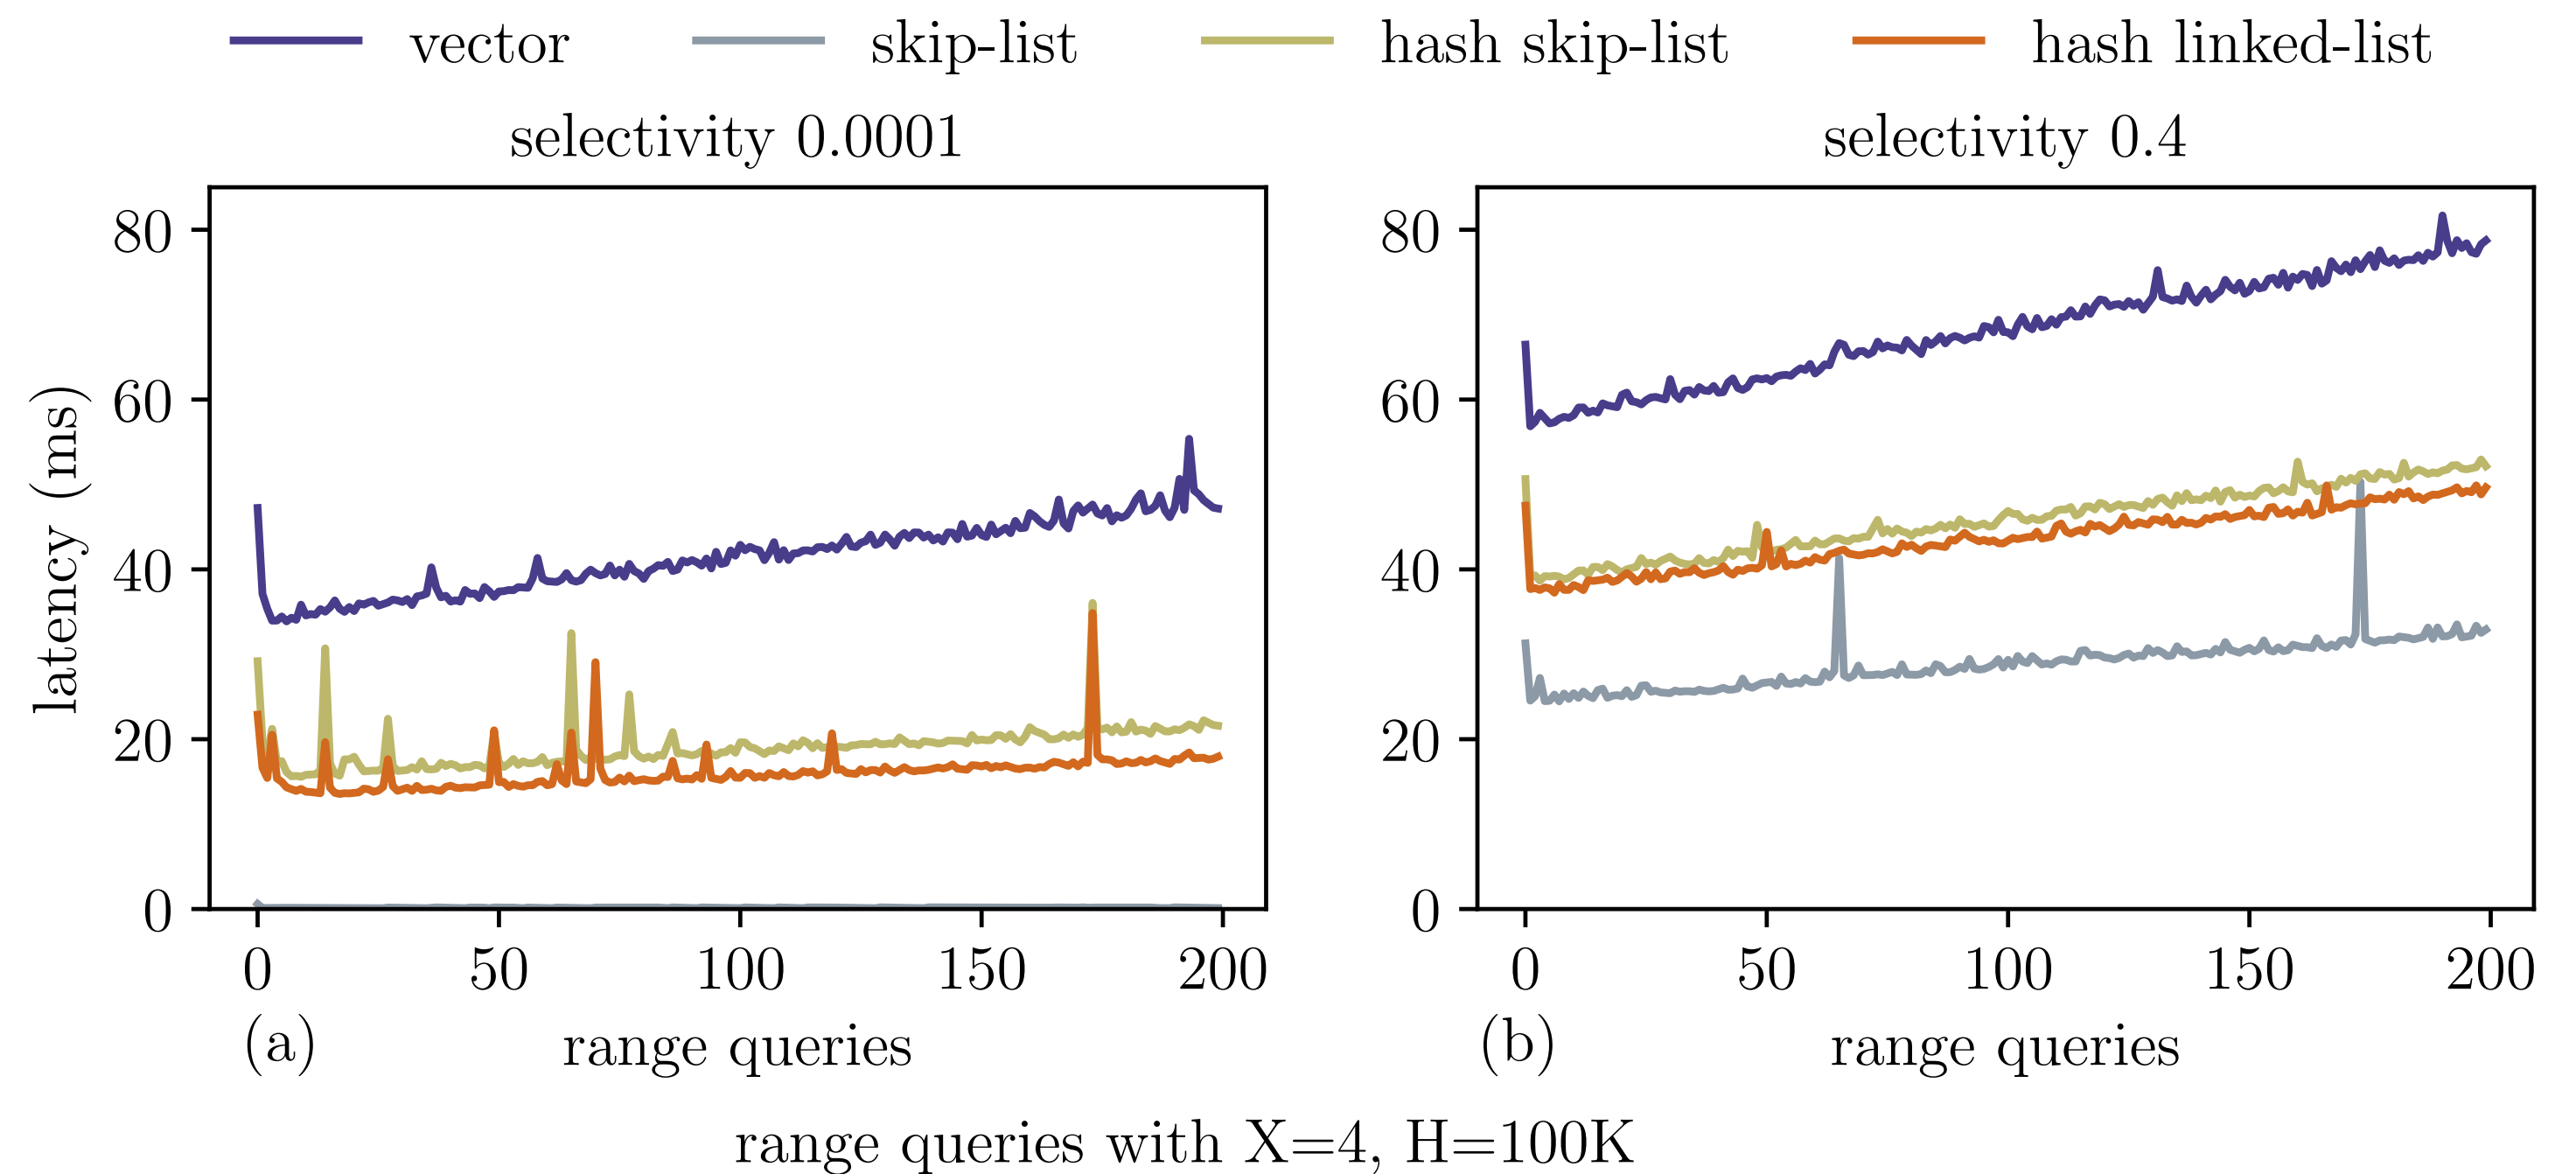 vector skip-list hash skip-list hash linked-list
selectivity 0.0001 selectivity 0.4
latency (ms)
80
60
40
20
0
0 50 100 150 200
(a) range queries
80
60
40
20
0
0 50 100 150 200
(b) range queries
range queries with X=4, H=100K